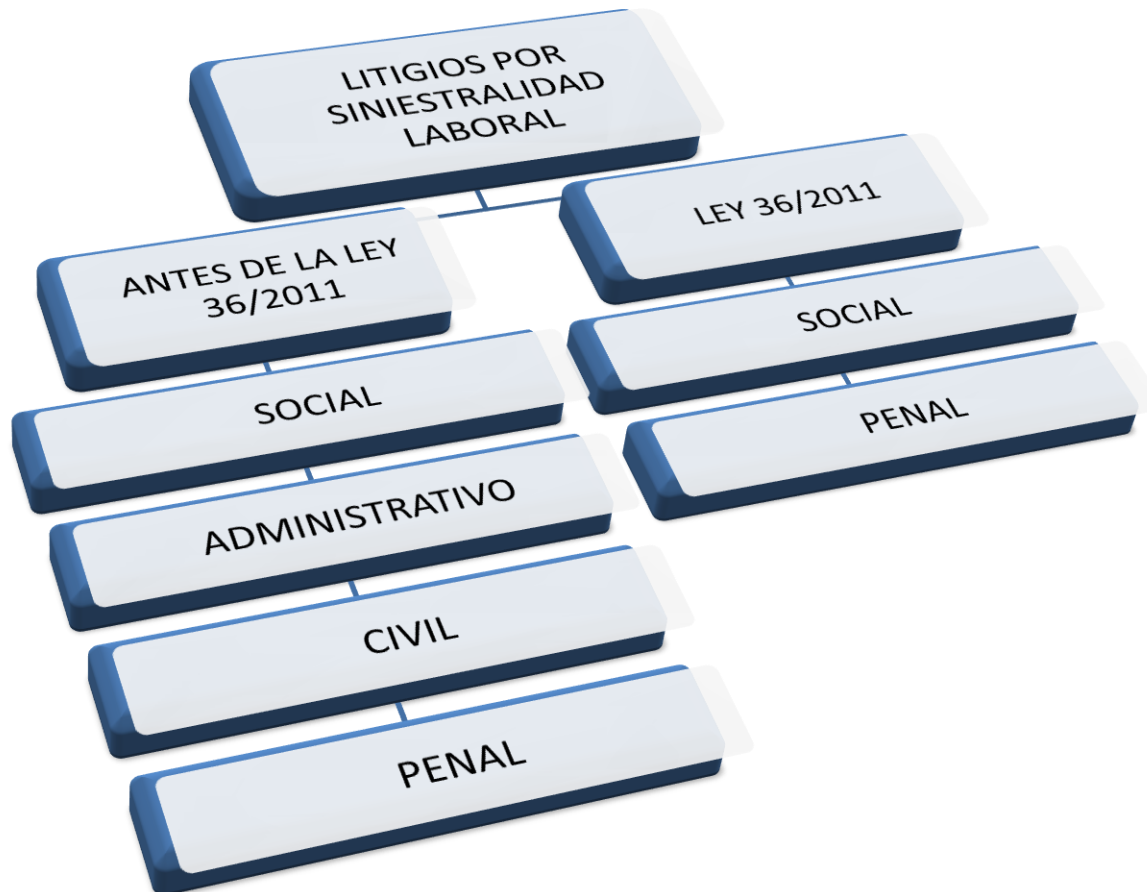 LITIGIOS POR
SINIESTRALIDAD
LABORAL
ANTES DE LA LEY
36/2011
SOCIAL
ADMINISTRATIVO
CIVIL
PENAL
LEY 36/2011
SOCIAL
PENAL